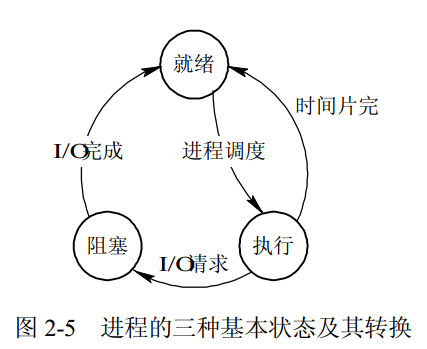 就绪
时间片完
I/O完成
进程调度
阻塞
执行
I/O请求
图 2-5 进程的三种基本状态及其转换